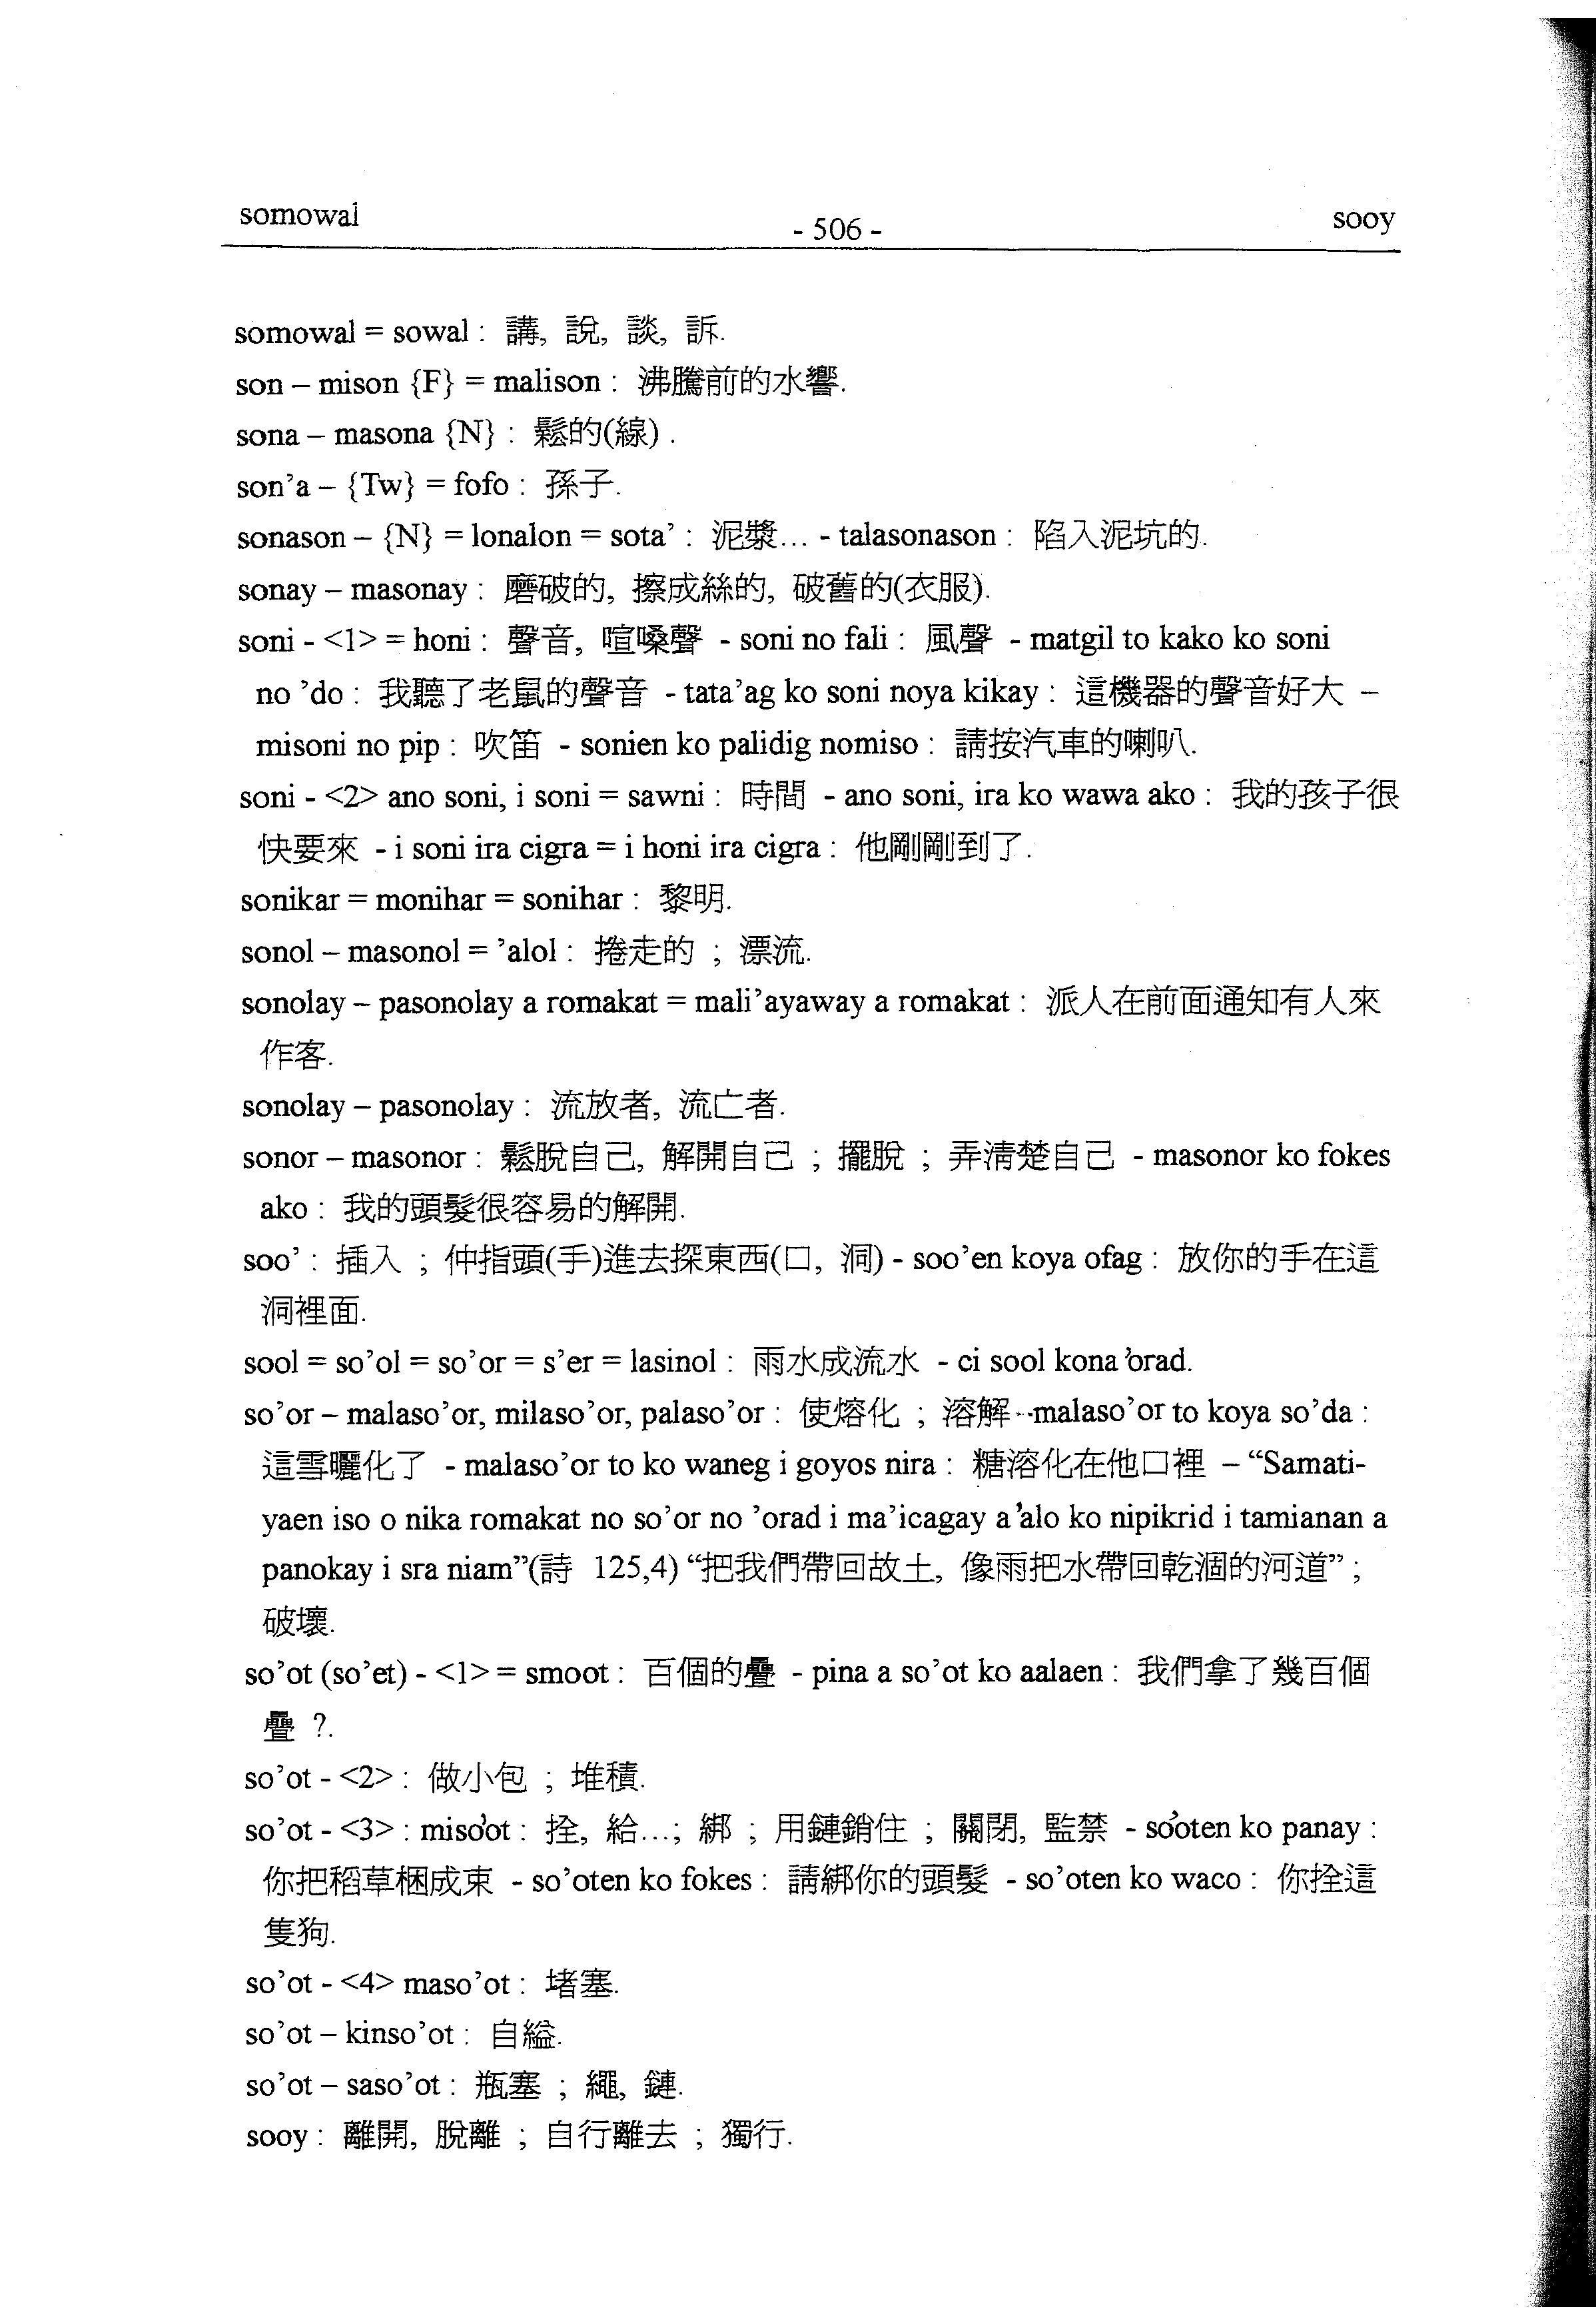 somowal
- 506 -
sooy
somowal = sowal : 講, 說, 談, 訴.
son – mison {F} = malison : 沸騰前的水響.
sona – masona {N} : 鬆的(線) .
son’a – {Tw} = fofo : 孫子.
sonason – {N} = lonalon = sota’ : 泥漿... - talasonason : 陷入泥坑的.
sonay – masonay : 磨破的, 擦成絲的, 破舊的(衣服).
soni - <1> = honi : 聲音, 喧嗓聲 - soni no fali : 風聲 - matgil to kako ko soni
no ’do : 我聽了老鼠的聲音 - tata’ag ko soni noya kikay : 這機器的聲音好大 –
misoni no pip : 吹笛 - sonien ko palidig nomiso : 請按汽車的喇叭.
soni - <2> ano soni, i soni = sawni : 時間 - ano soni, ira ko wawa ako : 我的孩子很
快要來 - i soni ira cigra = i honi ira cigra : 他剛剛到了.
sonikar = monihar = sonihar : 黎明.
sonol – masonol = ’alol : 捲走的 ; 漂流.
sonolay – pasonolay a romakat = mali’ayaway a romakat : 派人在前面通知有人來
作客.
sonolay – pasonolay : 流放者, 流亡者.
sonor – masonor : 鬆脫自己, 解開自己 ; 擺脫 ; 弄清楚自己 - masonor ko fokes
ako : 我的頭髮很容易的解開.
soo’ : 插入 ; 伸指頭(手)進去探東西(口, 洞) - soo’en koya ofag : 放你的手在這
洞裡面.
sool = so’ol = so’or = s’er = lasinol : 雨水成流水 - ci sool kona ’orad.
so’or – malaso’or, milaso’or, palaso’or : 使熔化 ; 溶解 --malaso’or to koya so’da :
這雪曬化了 - malaso’or to ko waneg i goyos nira : 糖溶化在他口裡 – “Samati-
yaen iso o nika romakat no so’or no ’orad i ma’icagay a ’alo ko nipikrid i tamianan a
panokay i sra niam”(詩 125,4) “把我們帶回故土, 像雨把水帶回乾涸的河道” ;
破壞.
so’ot (so’et) - <1> = smoot : 百個的疊 - pina a so’ot ko aalaen : 我們拿了幾百個
疊 ?.
so’ot - <2> : 做小包 ; 堆積.
so’ot - <3> : miso’ot : 拴, 給...; 綁 ; 用鏈銷住 ; 關閉, 監禁 - so’oten ko panay :
你把稻草梱成束 - so’oten ko fokes : 請綁你的頭髮 - so’oten ko waco : 你拴這
隻狗.
so’ot - <4> maso’ot : 堵塞.
so’ot – kinso’ot : 自縊.
so’ot – saso’ot : 瓶塞 ; 繩, 鏈.
sooy : 離開, 脫離 ; 自行離去 ; 獨行.